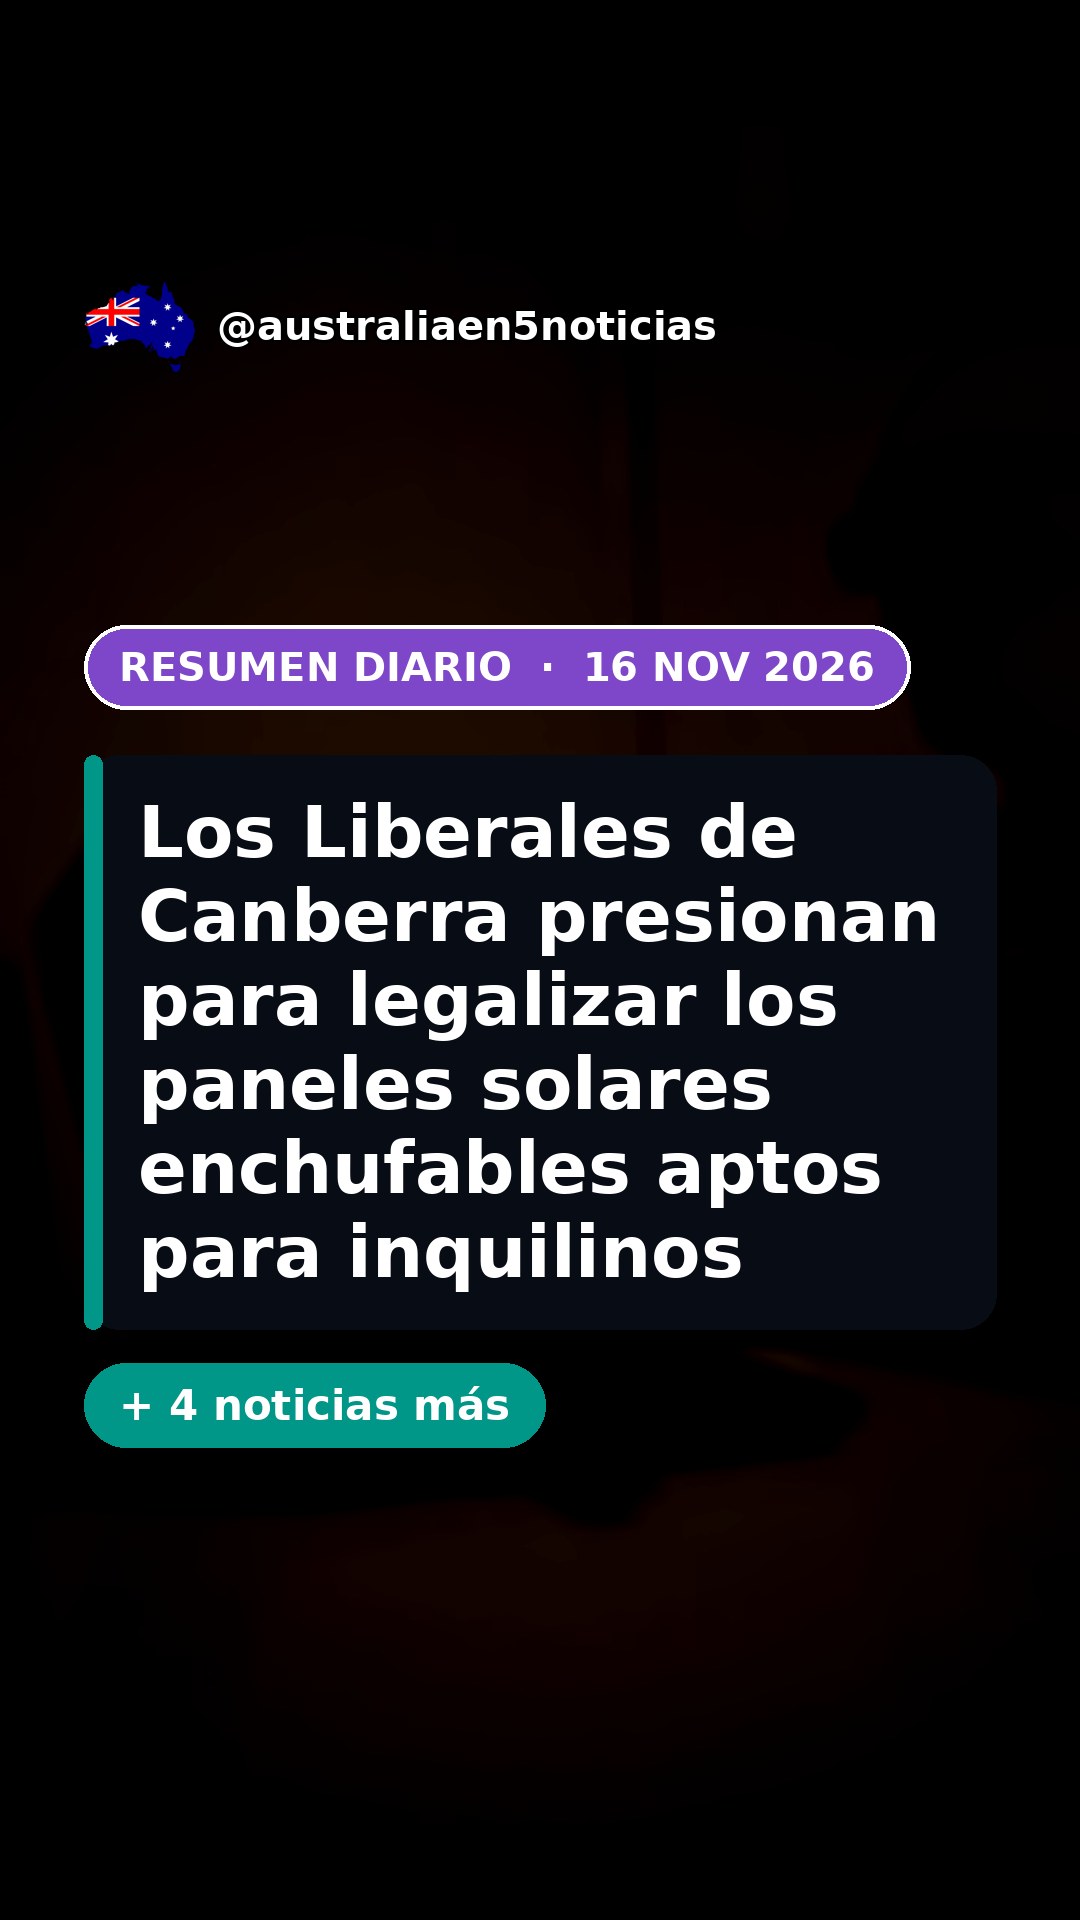 @australiaen5noticias
RESUMEN DIARIO · 16 NOV 2026
Los Liberales de
Canberra presionan
para legalizar los
paneles solares
enchufables aptos
para inquilinos
+ 4 noticias más